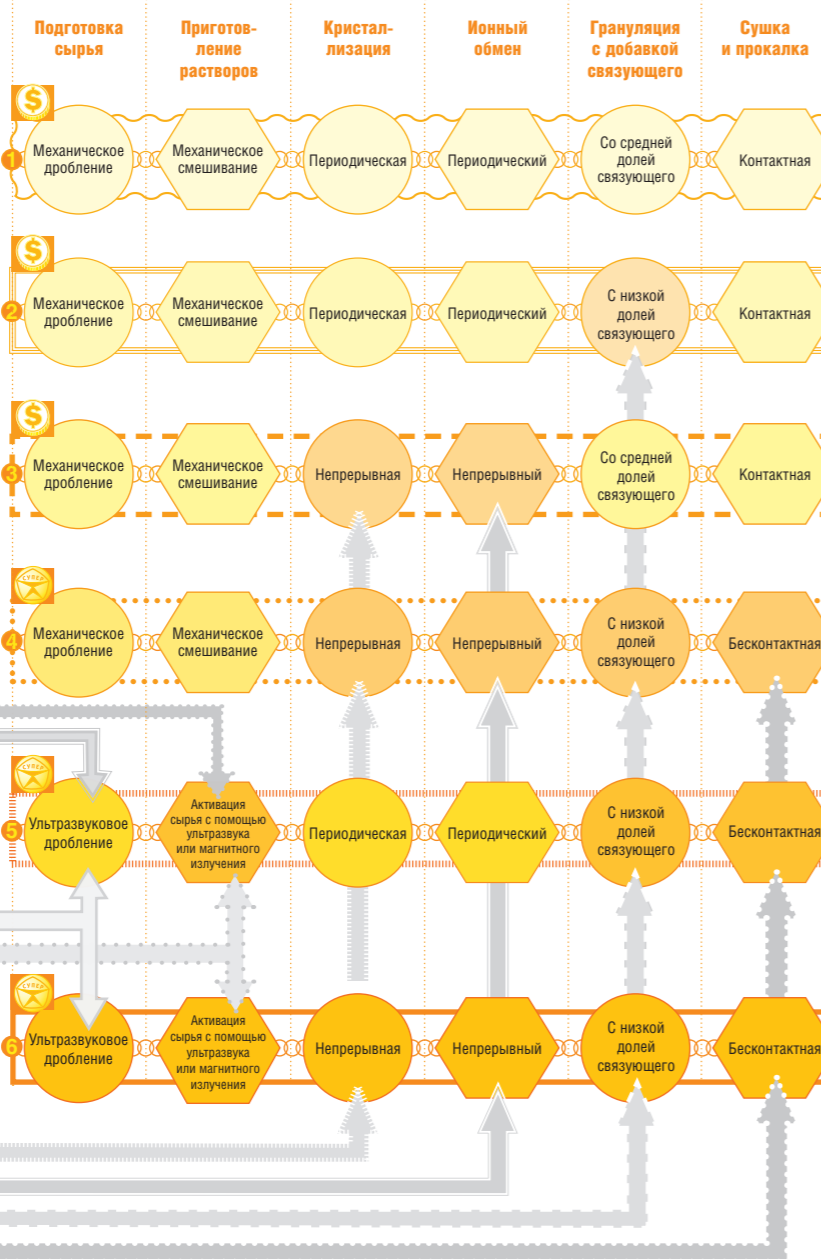 Подготовка
сырья
Приготов-
ление
растворов
Кристал-
лизация
Ионный
обмен
Грануляция
с добавкой
связующего
Сушка
и прокалка
$
1
Механическое
дробление
Механическое
смешивание
Периодическая
Периодический
Со средней
долей
связующего
Контактная
$
2
Механическое
дробление
Механическое
смешивание
Периодическая
Периодический
С низкой
долей
связующего
Контактная
$
3
Механическое
дробление
Механическое
смешивание
Непрерывная
Непрерывный
Со средней
долей
связующего
Контактная
СУПЕР
4
Механическое
дробление
Механическое
смешивание
Непрерывная
Непрерывный
С низкой
долей
связующего
Бесконтактная
СУПЕР
5
Ультразвуковое
дробление
Активация
сырья с помощью
ультразвука
или магнитного
излучения
Периодическая
Периодический
С низкой
долей
связующего
Бесконтактная
СУПЕР
6
Ультразвуковое
дробление
Активация
сырья с помощью
ультразвука
или магнитного
излучения
Непрерывная
Непрерывный
С низкой
долей
связующего
Бесконтактная